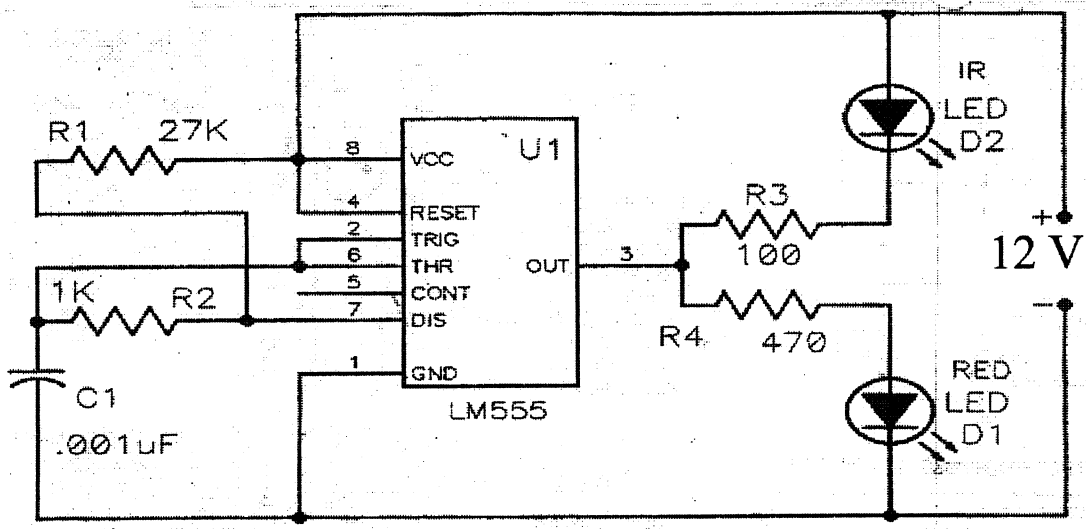 IR
LED
D2
R1 27K
8 VCC
U1
4 RESET
2 TRIG
6 THR
5 CONT
7 DIS
1 GND
OUT 3
LM555
R3
100
+
12 V
-
1K R2
R4 470
C1
.001uF
RED
LED
D1